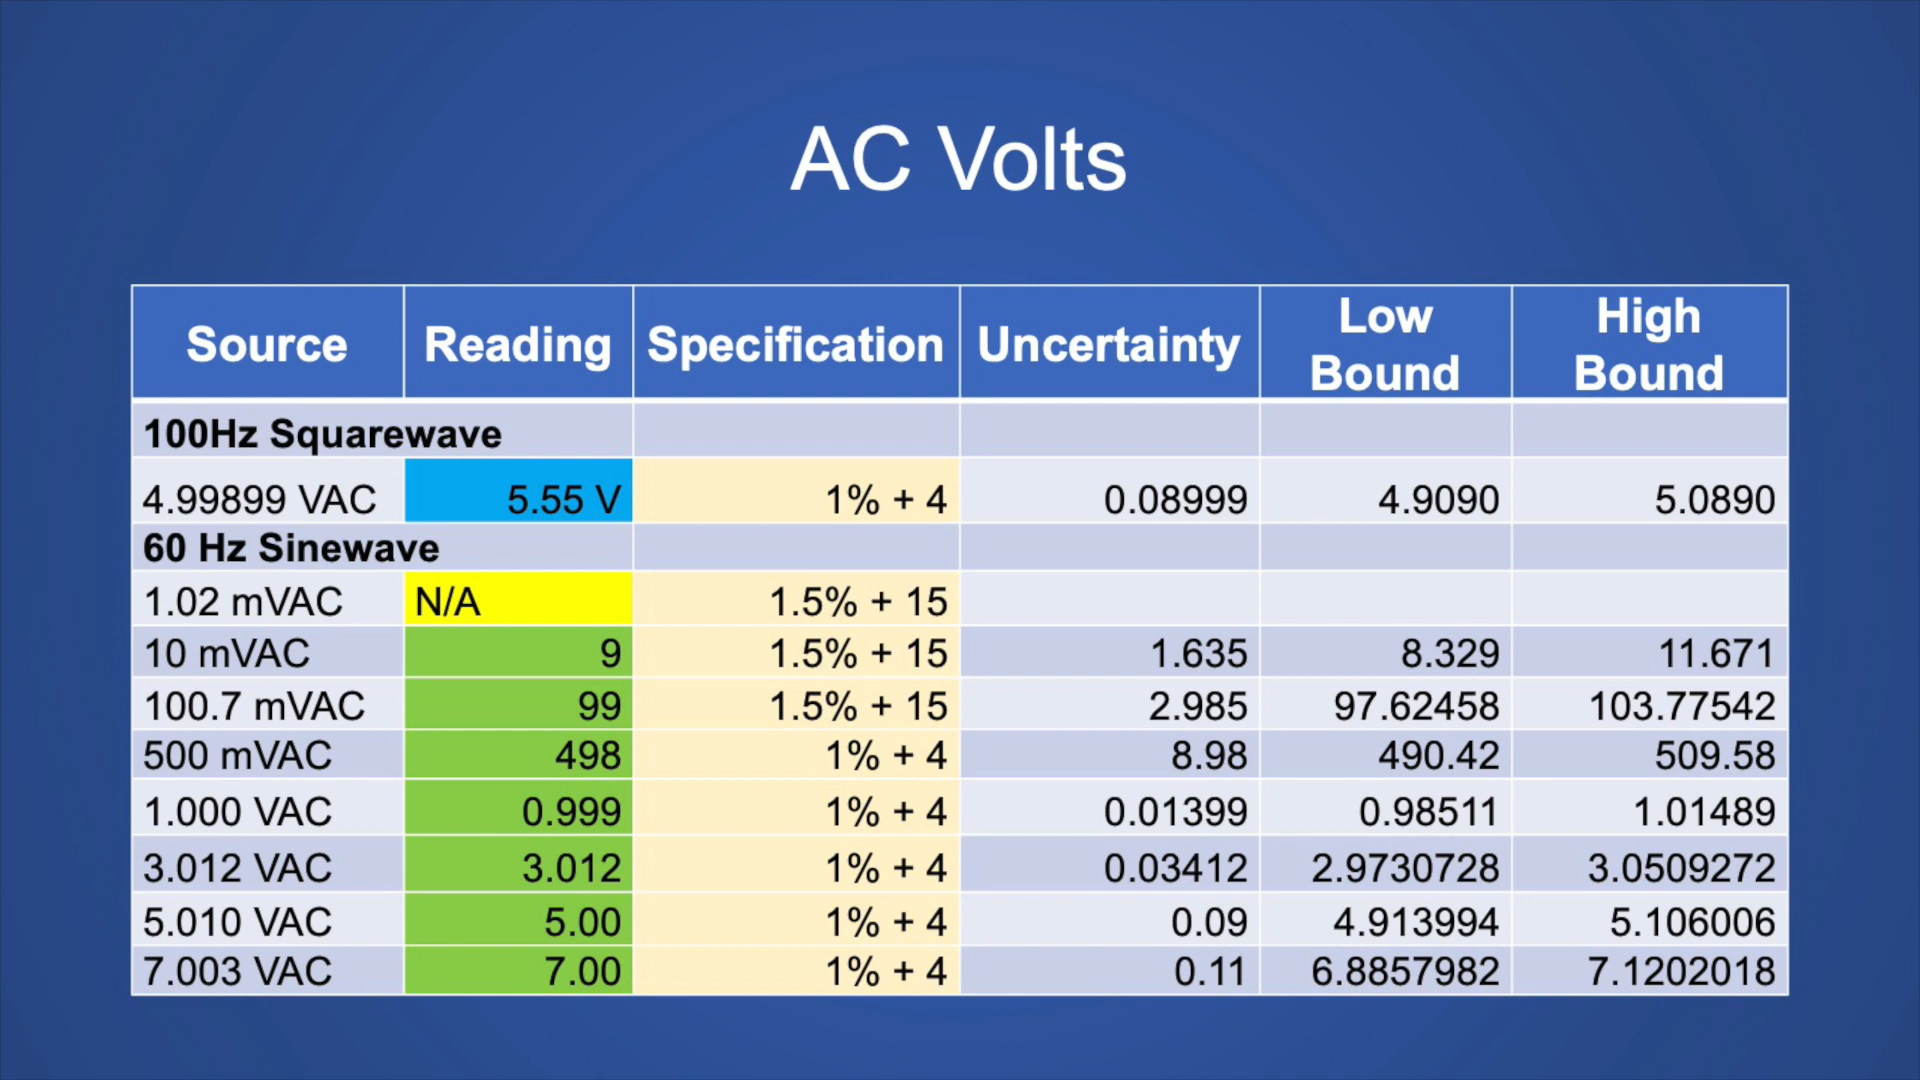 AC Volts
Source Reading Specification Uncertainty Low Bound High Bound
100Hz Squarewave
4.99899 VAC 5.55 V 1% + 4 0.08999 4.9090 5.0890
60 Hz Sinewave
1.02 mVAC N/A 1.5% + 15
10 mVAC 9 1.5% + 15 1.635 8.329 11.671
100.7 mVAC 99 1.5% + 15 2.985 97.62458 103.77542
500 mVAC 498 1% + 4 8.98 490.42 509.58
1.000 VAC 0.999 1% + 4 0.01399 0.98511 1.01489
3.012 VAC 3.012 1% + 4 0.03412 2.9730728 3.0509272
5.010 VAC 5.00 1% + 4 0.09 4.913994 5.106006
7.003 VAC 7.00 1% + 4 0.11 6.8857982 7.1202018